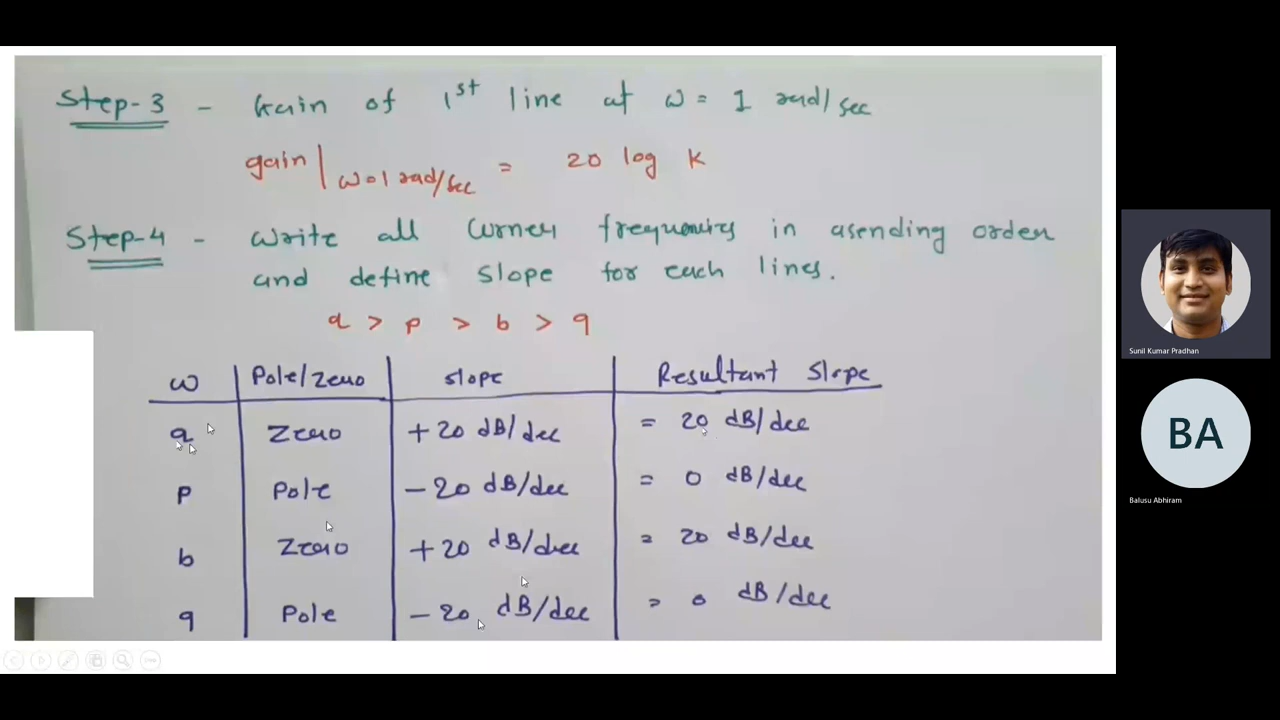 Step-3 - Gain of 1st line at ω = 1 rad/sec
gain | ω=1 rad/sec = 20 log K
Step-4 - Write all corner frequencies in asending order
and define slope for each lines.
a > p > b > q
ω Pole/Zero slope Resultant Slope
a Zero +20 dB/dec = 20 dB/dec
p Pole -20 dB/dec = 0 dB/dec
b Zero +20 dB/dec = 20 dB/dec
q Pole -20 dB/dec = 0 dB/dec
Sunil Kumar Pradhan
BA
Balusu Abhiram